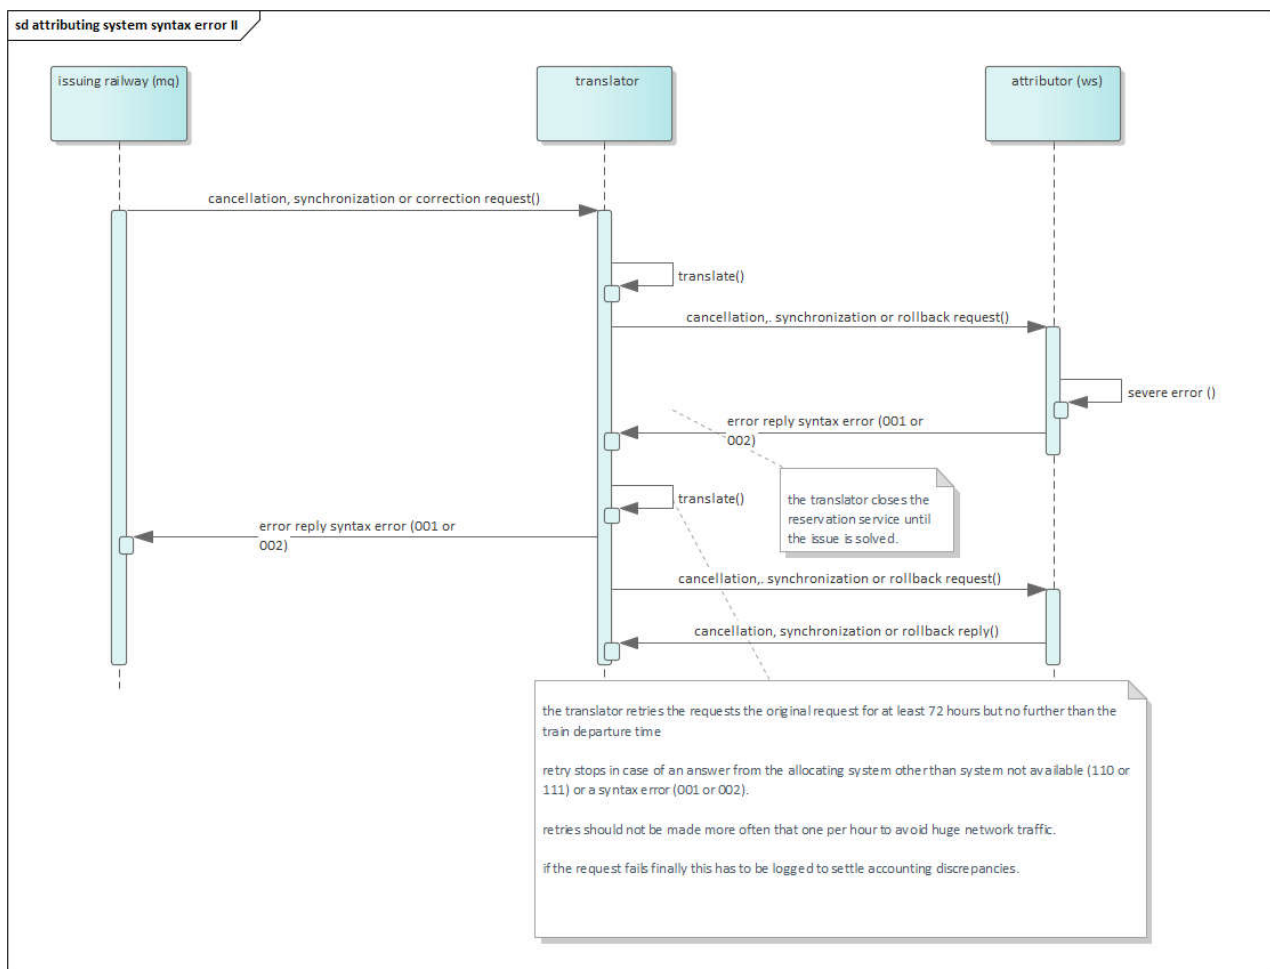 sd attributing system syntax error II
issuing railway (mq)
translator
attributor (ws)
cancellation, synchronization or correction request()
translate()
cancellation,. synchronization or rollback request()
severe error ()
error reply syntax error (001 or
002)
the translator closes the
reservation service until
the issue is solved.
translate()
error reply syntax error (001 or
002)
cancellation,. synchronization or rollback request()
cancellation, synchronization or rollback reply()
the translator retries the requests the original request for at least 72 hours but no further than the
train departure time
retry stops in case of an answer from the allocating system other than system not available (110 or
111) or a syntax error (001 or 002).
retries should not be made more often that one per hour to avoid huge network traffic.
if the request fails finally this has to be logged to settle accounting discrepancies.